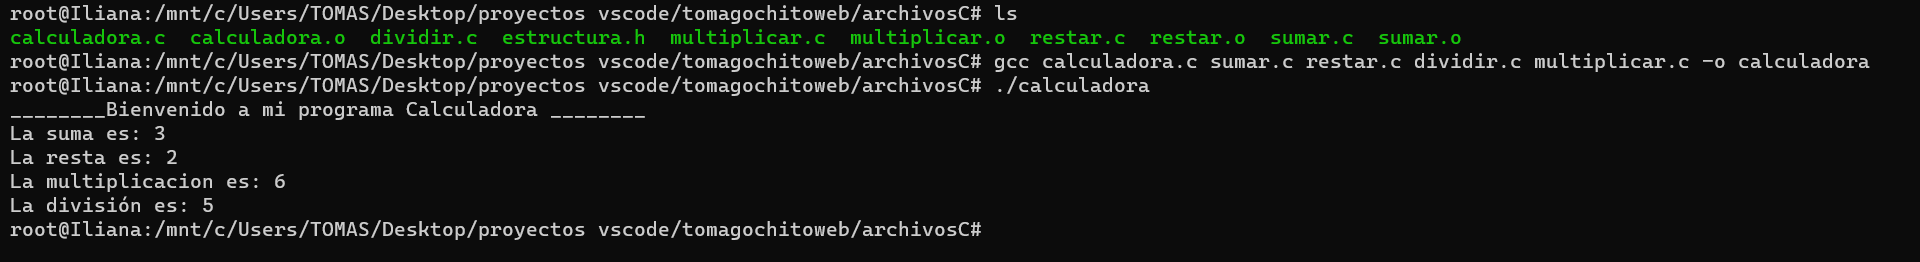 root@Iliana:/mnt/c/Users/TOMAS/Desktop/proyectos vscode/tomagochitoweb/archivosC# ls
calculadora.c  calculadora.o  dividir.c  estructura.h  multiplicar.c  multiplicar.o  restar.c  restar.o  sumar.c  sumar.o
root@Iliana:/mnt/c/Users/TOMAS/Desktop/proyectos vscode/tomagochitoweb/archivosC# gcc calculadora.c sumar.c restar.c dividir.c multiplicar.c -o calculadora
root@Iliana:/mnt/c/Users/TOMAS/Desktop/proyectos vscode/tomagochitoweb/archivosC# ./calculadora
________Bienvenido a mi programa Calculadora ________
La suma es: 3
La resta es: 2
La multiplicacion es: 6
La división es: 5
root@Iliana:/mnt/c/Users/TOMAS/Desktop/proyectos vscode/tomagochitoweb/archivosC#